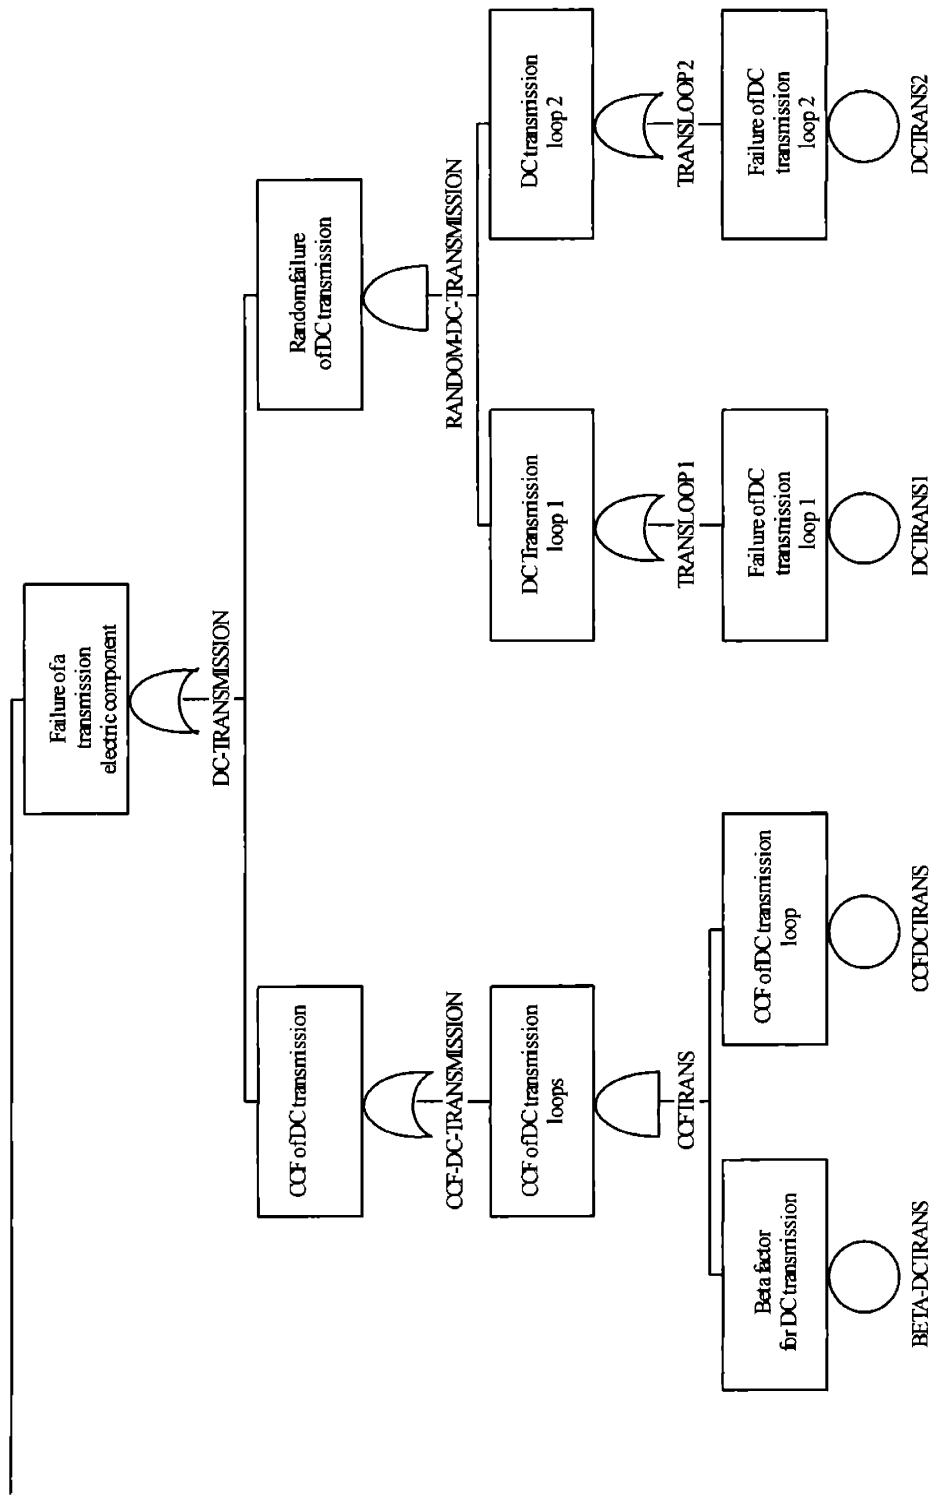 Failure of a
transmission
electric component
DC-TRANSMISSION
CCF of DC transmission
CCF-DC-TRANSMISSION
Random failure
of DC transmission
RANDOM-DC-TRANSMISSION
CCF of DC transmission
loops
CCFTRANS
DC Transmission
loop 1
TRANSLOOP1
DC transmission
loop 2
TRANSLOOP2
Beta factor
for DC transmission
BETA-DCTRANS
CCF of DC transmission
loop
CCFDCTRANS
Failure of DC
transmission
loop 1
DCTRANS1
Failure of DC
transmission
loop 2
DCTRANS2